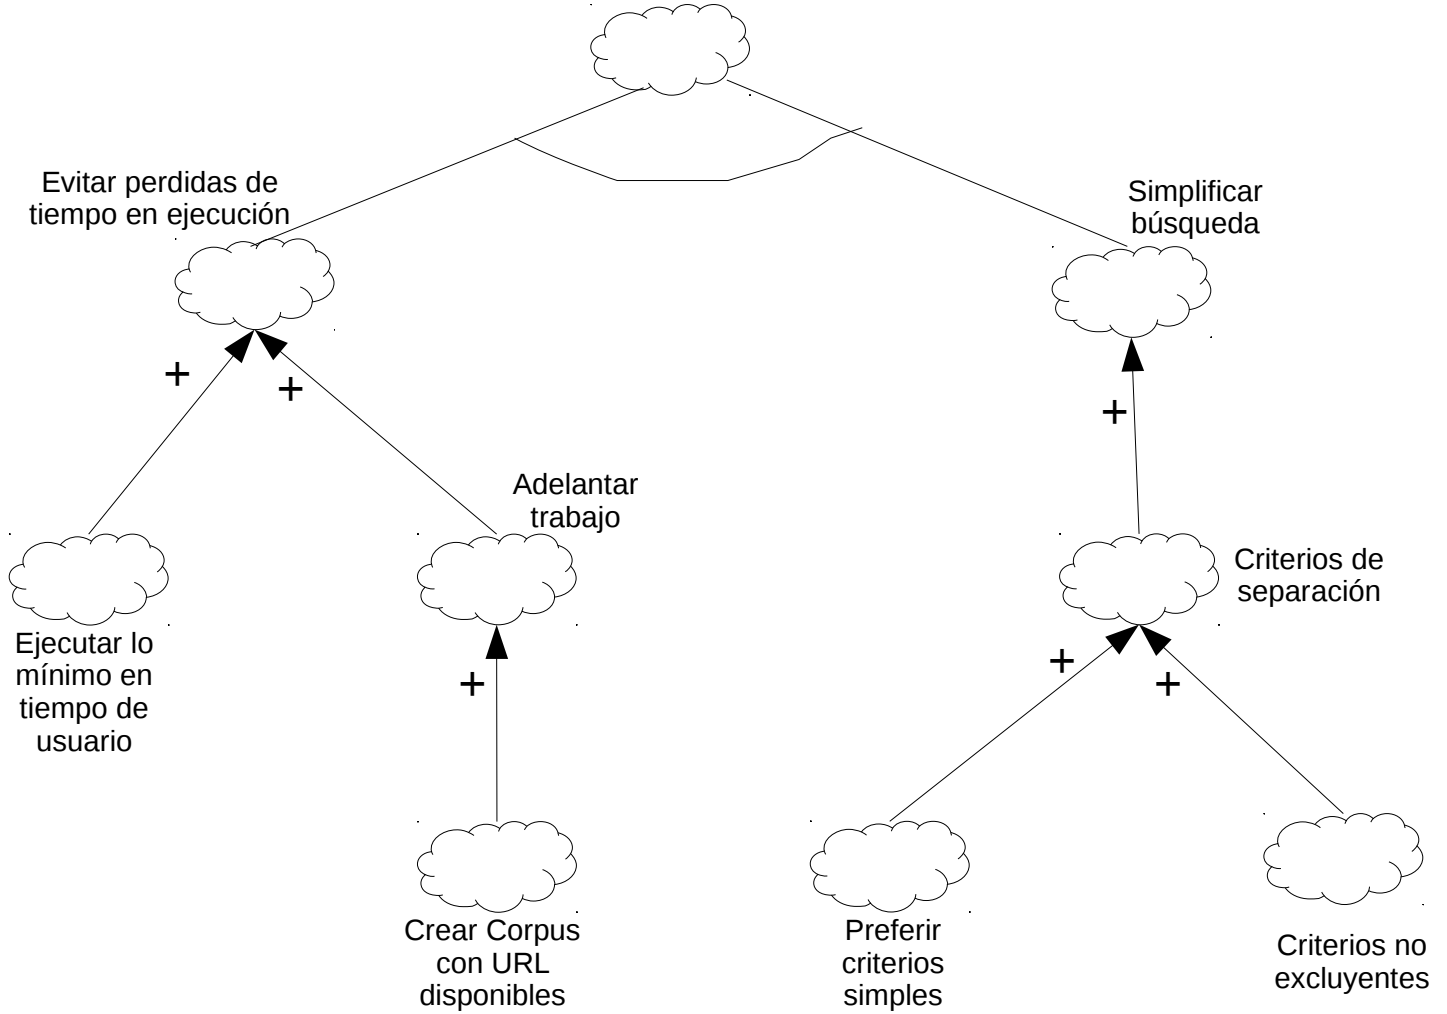 Evitar perdidas de
tiempo en ejecución
Simplificar
búsqueda
+
+
+
Adelantar
trabajo
Criterios de
separación
Ejecutar lo
mínimo en
tiempo de
usuario
+
+
+
Crear Corpus
con URL
disponibles
Preferir
criterios
simples
Criterios no
excluyentes